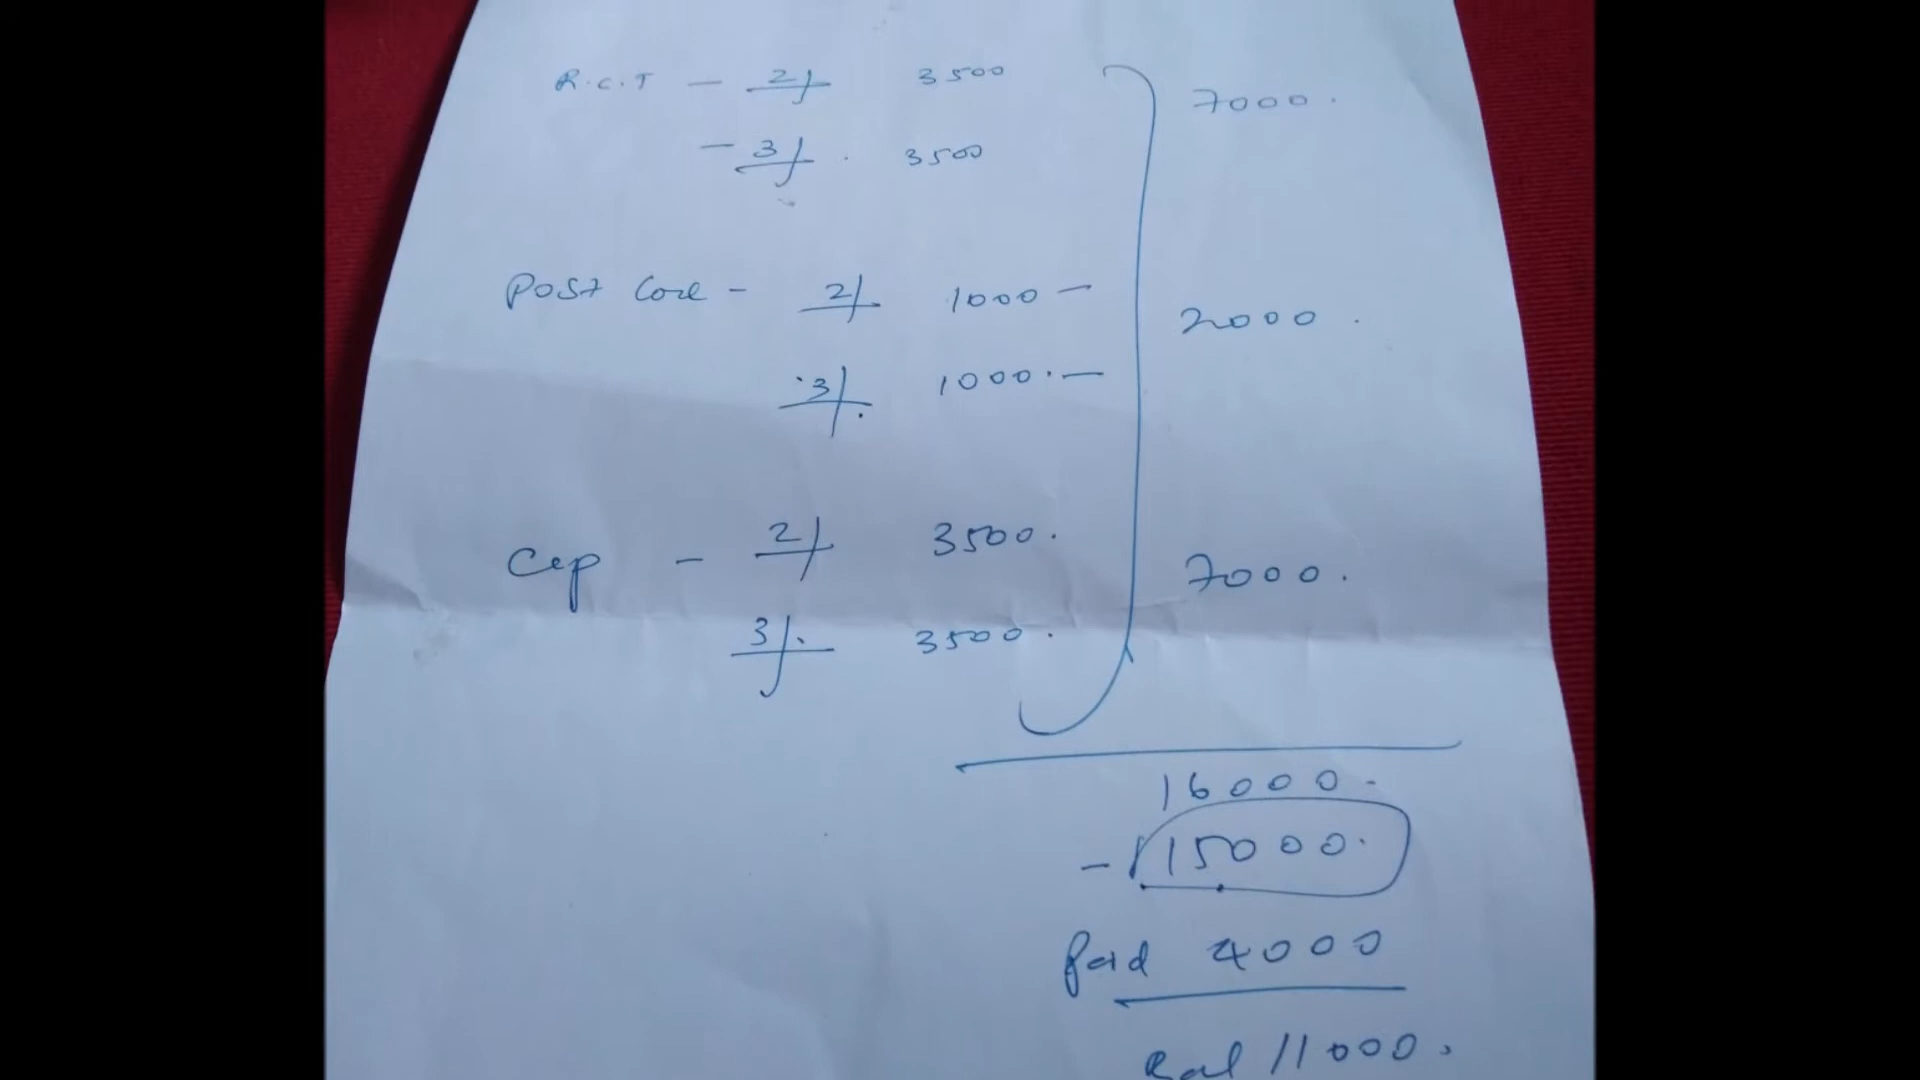 R.C.T - 2| 3500
7000.
- 3| . 3500
Post Core - 2| 1000 -
2000.
3|. 1000. -
Cap - 2| 3500.
7000.
3|. 3500.
16000.-
- 15000.
Paid 4000
Bal 11000.